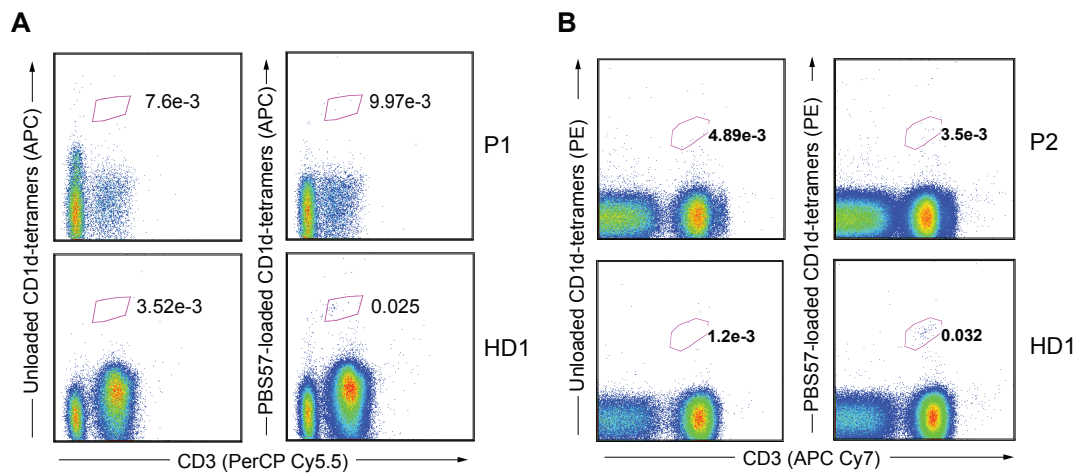 A
B
Unloaded CD1d-tetramers (APC)
7.6e-3
PBS57-loaded CD1d-tetramers (APC)
9.97e-3
P1
3.52e-3
0.025
HD1
CD3 (PerCP Cy5.5)
Unloaded CD1d-tetramers (PE)
4.89e-3
PBS57-loaded CD1d-tetramers (PE)
3.5e-3
P2
1.2e-3
0.032
HD1
CD3 (APC Cy7)